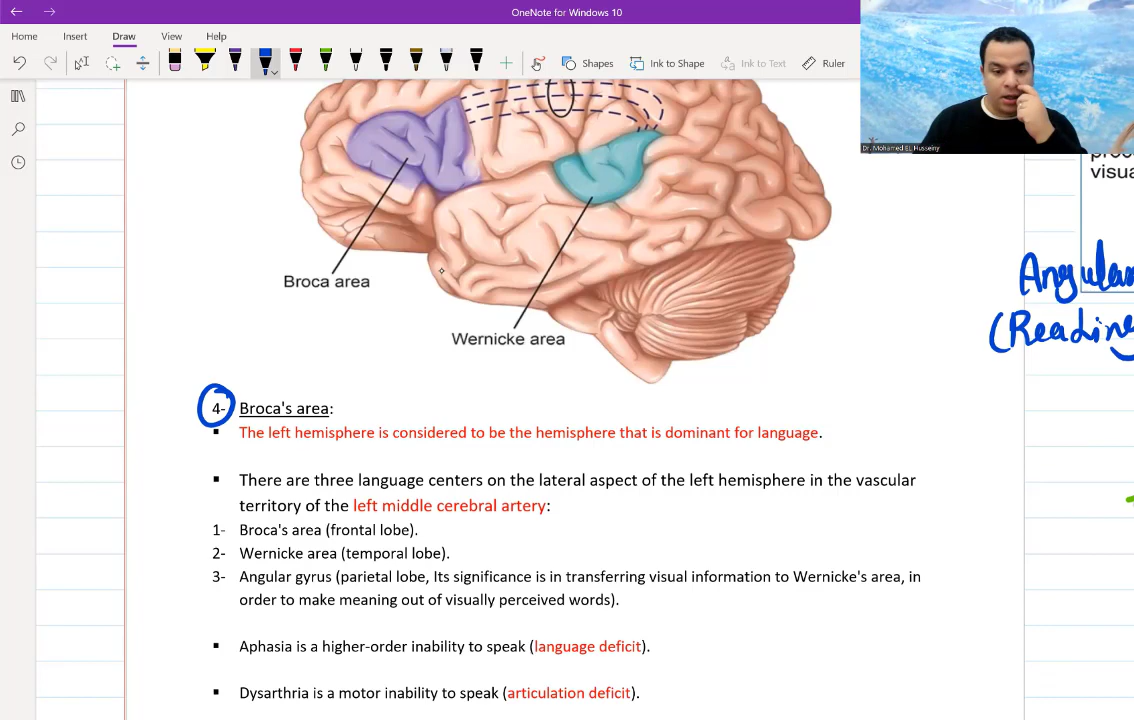 OneNote for Windows 10
Home Insert Draw View Help
Shapes Ink to Shape Ink to Text Ruler
Dr. Mohamed EL Husseiny
visua
Broca area
Wernicke area
Angular
(Reading
4- Broca's area:
▪ The left hemisphere is considered to be the hemisphere that is dominant for language.
▪ There are three language centers on the lateral aspect of the left hemisphere in the vascular
territory of the left middle cerebral artery:
1- Broca's area (frontal lobe).
2- Wernicke area (temporal lobe).
3- Angular gyrus (parietal lobe, Its significance is in transferring visual information to Wernicke's area, in
order to make meaning out of visually perceived words).
▪ Aphasia is a higher-order inability to speak (language deficit).
▪ Dysarthria is a motor inability to speak (articulation deficit).